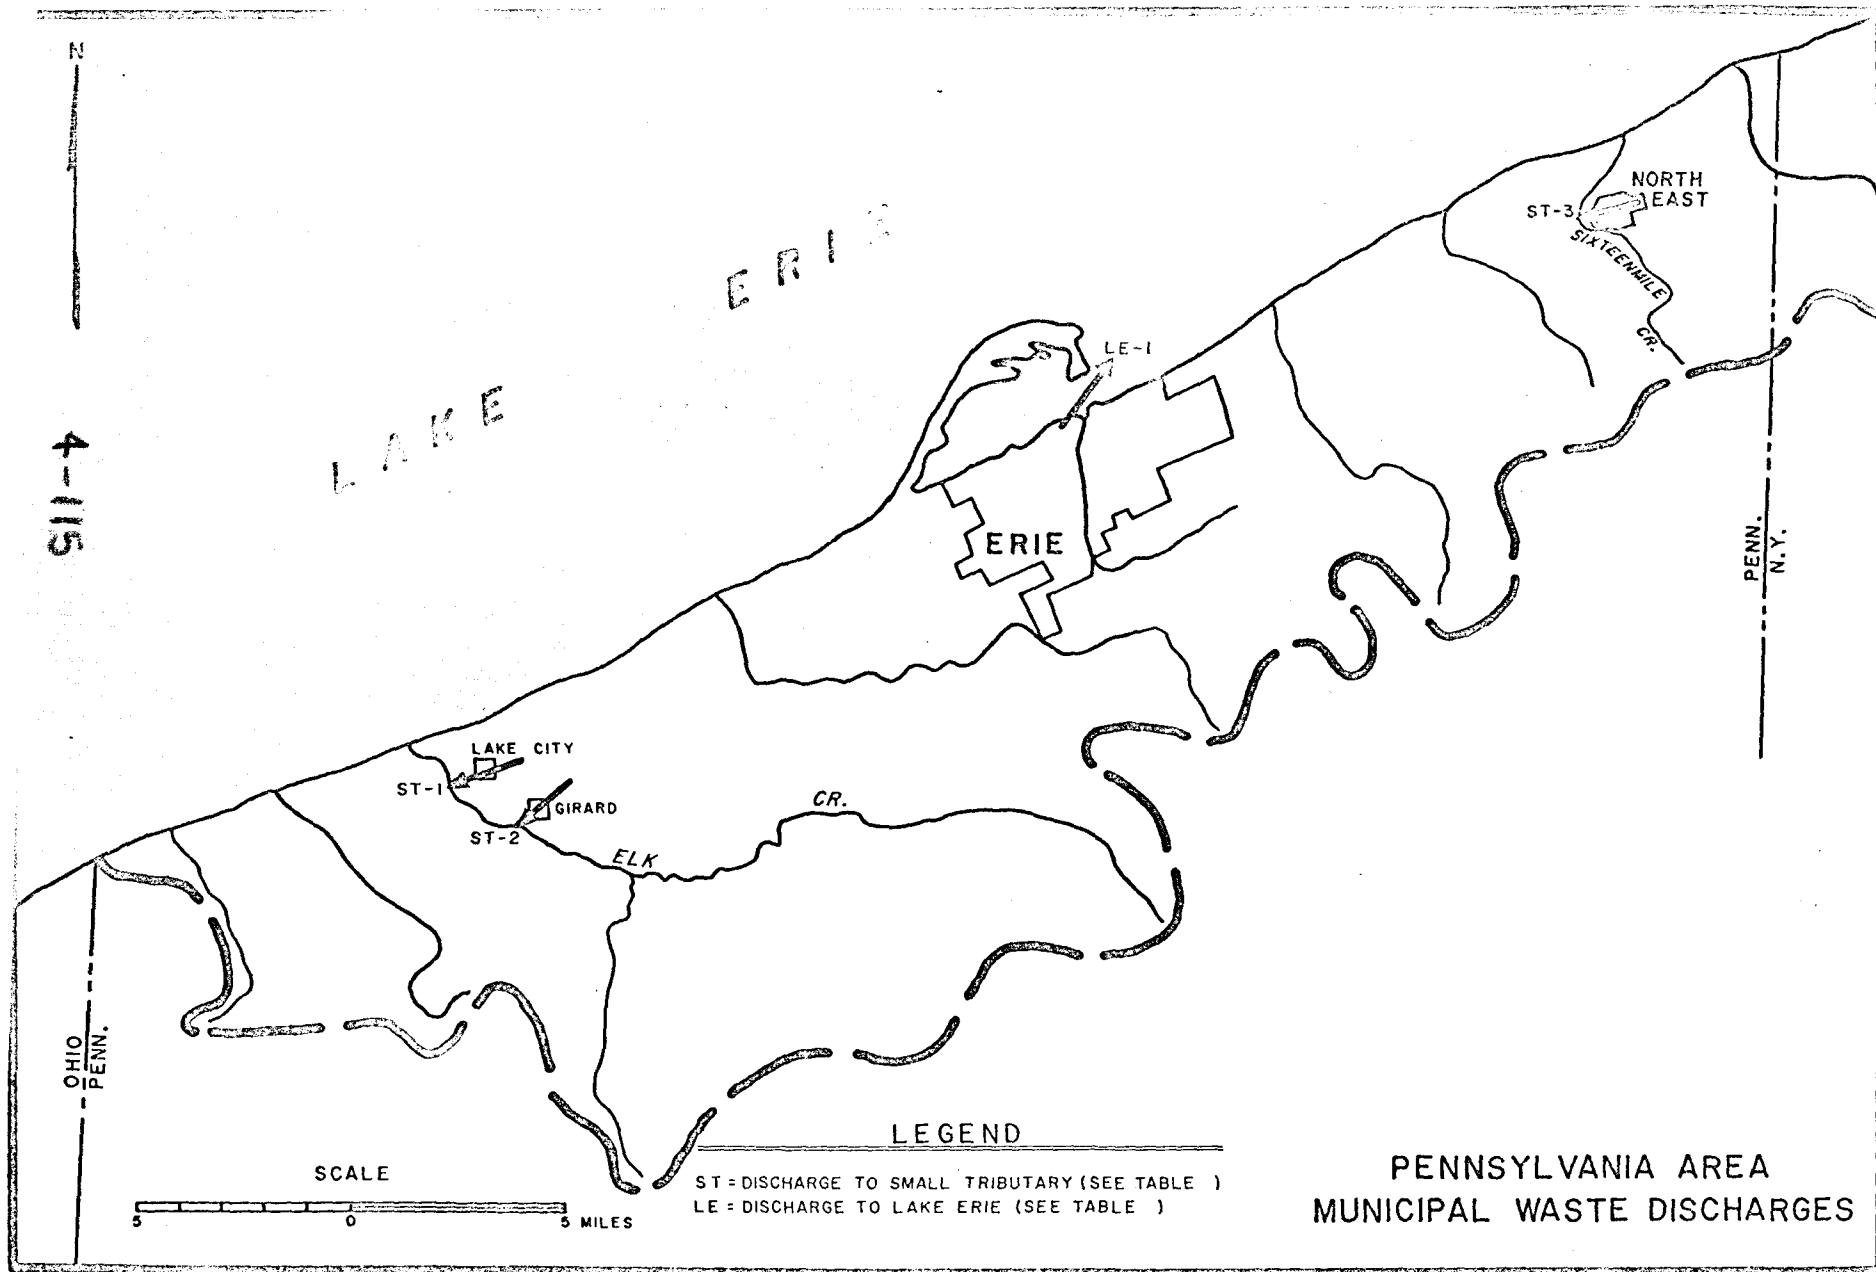 N
4-115
LAKE ERIE
NORTH
EAST
ST-3
SIXTEENMILE
CR.
LE-1
ERIE
PENN.
N.Y.
LAKE CITY
ST-1
GIRARD
ST-2
ELK
CR.
OHIO
PENN.
LEGEND
ST = DISCHARGE TO SMALL TRIBUTARY (SEE TABLE )
LE = DISCHARGE TO LAKE ERIE (SEE TABLE )
SCALE
5 0 5 MILES
PENNSYLVANIA AREA
MUNICIPAL WASTE DISCHARGES